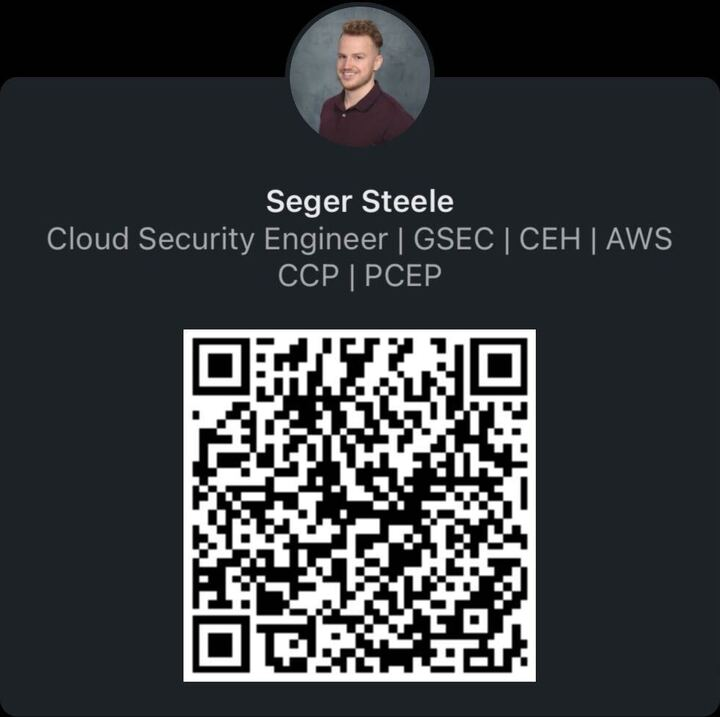 Seger Steele
Cloud Security Engineer | GSEC | CEH | AWS
CCP | PCEP